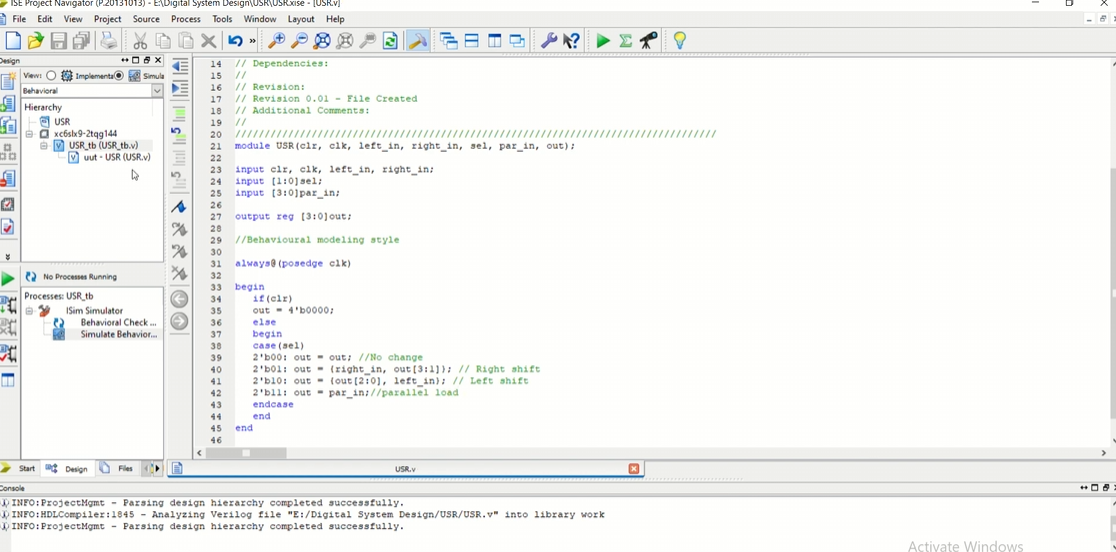 ISE Project Navigator (P.20131013) - E:\Digital System Design\USR\USR.xise - [USR.v]
File Edit View Project Source Process Tools Window Layout Help
Design
View: Implementa Simula
Behavioral
Hierarchy
USR
xc6slx9-2tqg144
USR_tb (USR_tb.v)
uut - USR (USR.v)
No Processes Running
Processes: USR_tb
ISim Simulator
Behavioral Check ...
Simulate Behavior...
Start Design Files
14 // Dependencies:
15 //
16 // Revision:
17 // Revision 0.01 - File Created
18 // Additional Comments:
19 //
20 //////////////////////////////////////////////////////////////////////////////////
21 module USR(clr, clk, left_in, right_in, sel, par_in, out);
22
23 input clr, clk, left_in, right_in;
24 input [1:0]sel;
25 input [3:0]par_in;
26
27 output reg [3:0]out;
28
29 //Behavioural modeling style
30
31 always@(posedge clk)
32
33 begin
34 if(clr)
35 out = 4'b0000;
36 else
37 begin
38 case(sel)
39 2'b00: out = out; //No change
40 2'b01: out = {right_in, out[3:1]}; // Right shift
41 2'b10: out = {out[2:0], left_in}; // Left shift
42 2'b11: out = par_in;//parallel load
43 endcase
44 end
45 end
46
USR.v
Console
INFO:ProjectMgmt - Parsing design hierarchy completed successfully.
INFO:HDLCompiler:1845 - Analyzing Verilog file "E:/Digital System Design/USR/USR.v" into library work
INFO:ProjectMgmt - Parsing design hierarchy completed successfully.
Activate Windows